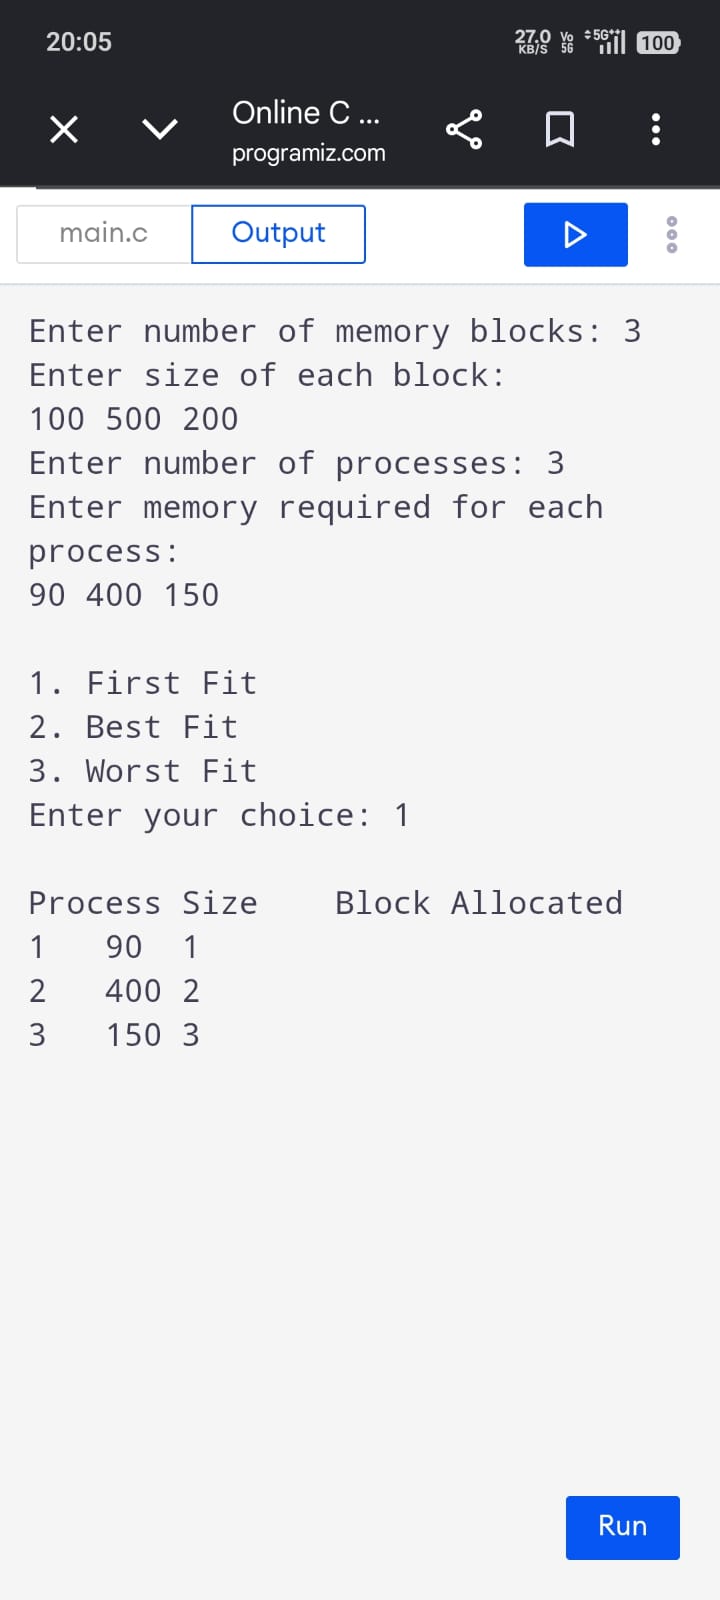 20:05
27.0 KB/S Vo 5G 5G++ 100
Online C ...
programiz.com
main.c
Output
Enter number of memory blocks: 3
Enter size of each block:
100 500 200
Enter number of processes: 3
Enter memory required for each
process:
90 400 150
1. First Fit
2. Best Fit
3. Worst Fit
Enter your choice: 1
Process Size    Block Allocated
1   90  1
2   400 2
3   150 3
Run